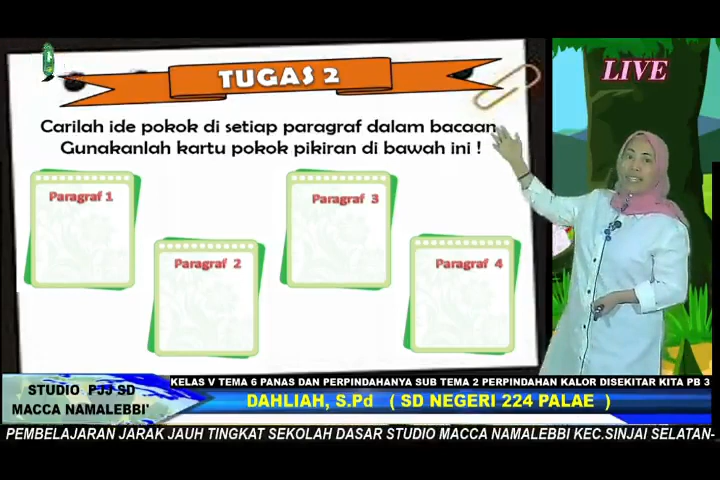 TUGAS 2
LIVE
Carilah ide pokok di setiap paragraf dalam bacaan
Gunakanlah kartu pokok pikiran di bawah ini !
Paragraf 1
Paragraf 3
Paragraf 2
Paragraf 4
KELAS V TEMA 6 PANAS DAN PERPINDAHANYA SUB TEMA 2 PERPINDAHAN KALOR DISEKITAR KITA PB 3
STUDIO PJJ SD
MACCA NAMALEBBI'
DAHLIAH, S.Pd ( SD NEGERI 224 PALAE )
PEMBELAJARAN JARAK JAUH TINGKAT SEKOLAH DASAR STUDIO MACCA NAMALEBBI KEC.SINJAI SELATAN-